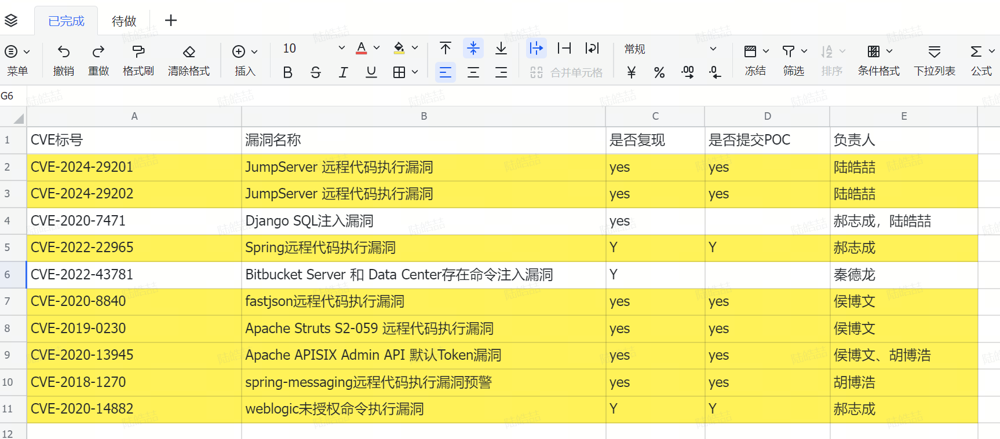 已完成 待做
菜单 撤销 重做 格式刷 清除格式 插入 10 A B S I U 常规 ¥ % .00 .0 合并单元格 冻结 筛选 排序 条件格式 下拉列表 公式
G6
A B C D E
1 CVE标号 漏洞名称 是否复现 是否提交POC 负责人
2 CVE-2024-29201 JumpServer 远程代码执行漏洞 yes yes 陆皓喆
3 CVE-2024-29202 JumpServer 远程代码执行漏洞 yes yes 陆皓喆
4 CVE-2020-7471 Django SQL注入漏洞 yes 郝志成，陆皓喆
5 CVE-2022-22965 Spring远程代码执行漏洞 Y Y 郝志成
6 CVE-2022-43781 Bitbucket Server 和 Data Center存在命令注入漏洞 Y 秦德龙
7 CVE-2020-8840 fastjson远程代码执行漏洞 yes yes 侯博文
8 CVE-2019-0230 Apache Struts S2-059 远程代码执行漏洞 yes yes 侯博文
9 CVE-2020-13945 Apache APISIX Admin API 默认Token漏洞 yes yes 侯博文、胡博浩
10 CVE-2018-1270 spring-messaging远程代码执行漏洞预警 yes yes 胡博浩
11 CVE-2020-14882 weblogic未授权命令执行漏洞 Y Y 郝志成
12